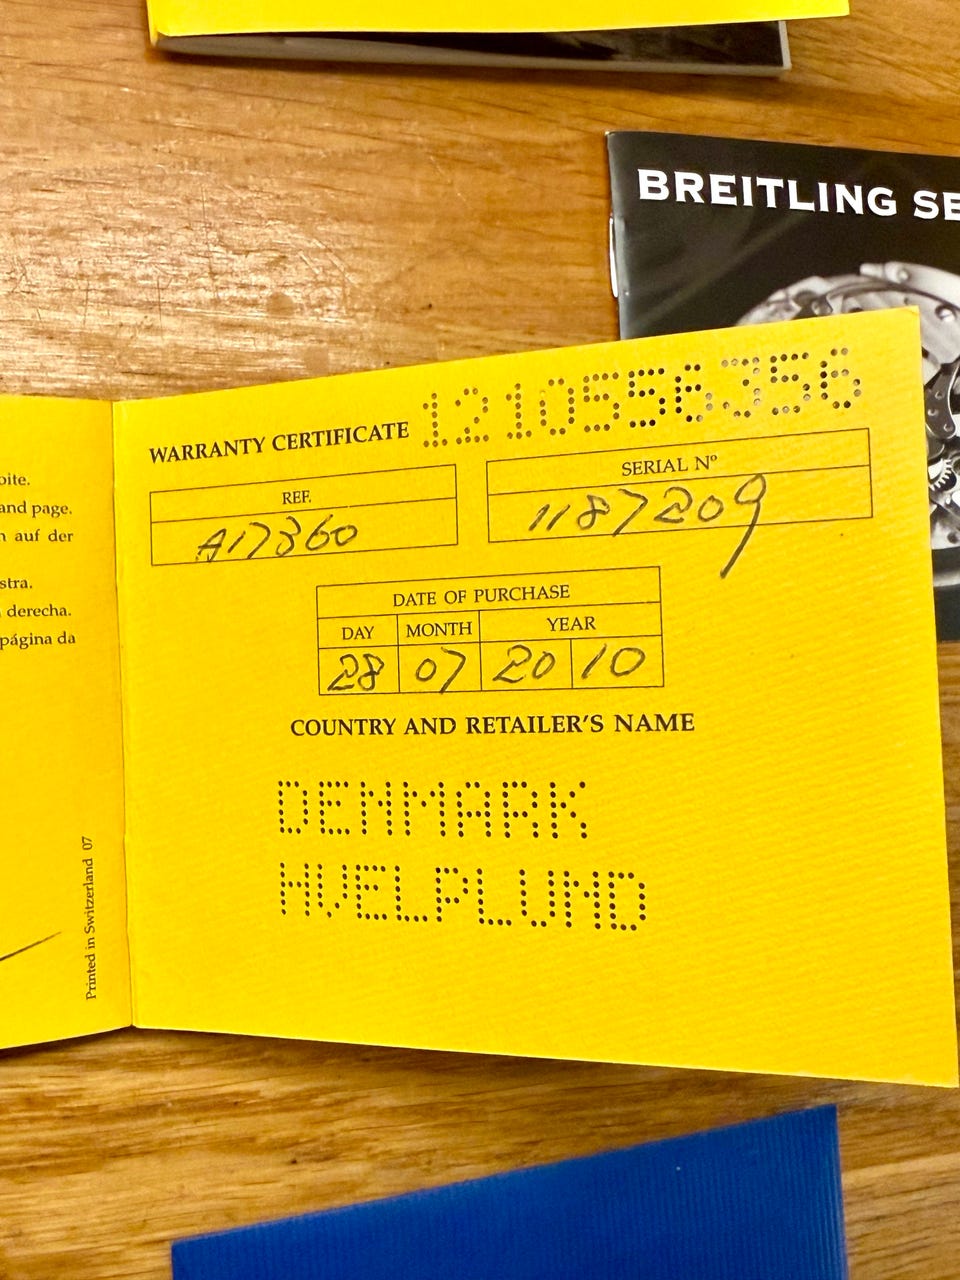 BREITLING SE
WARRANTY CERTIFICATE 1210556356
REF.
A17360
SERIAL Nº
1187209
DATE OF PURCHASE
DAY MONTH YEAR
28 07 20 10
COUNTRY AND RETAILER'S NAME
DENMARK
HVELPLUND
oite.
and page.
n auf der
stra.
derecha.
página da
Printed in Switzerland 07